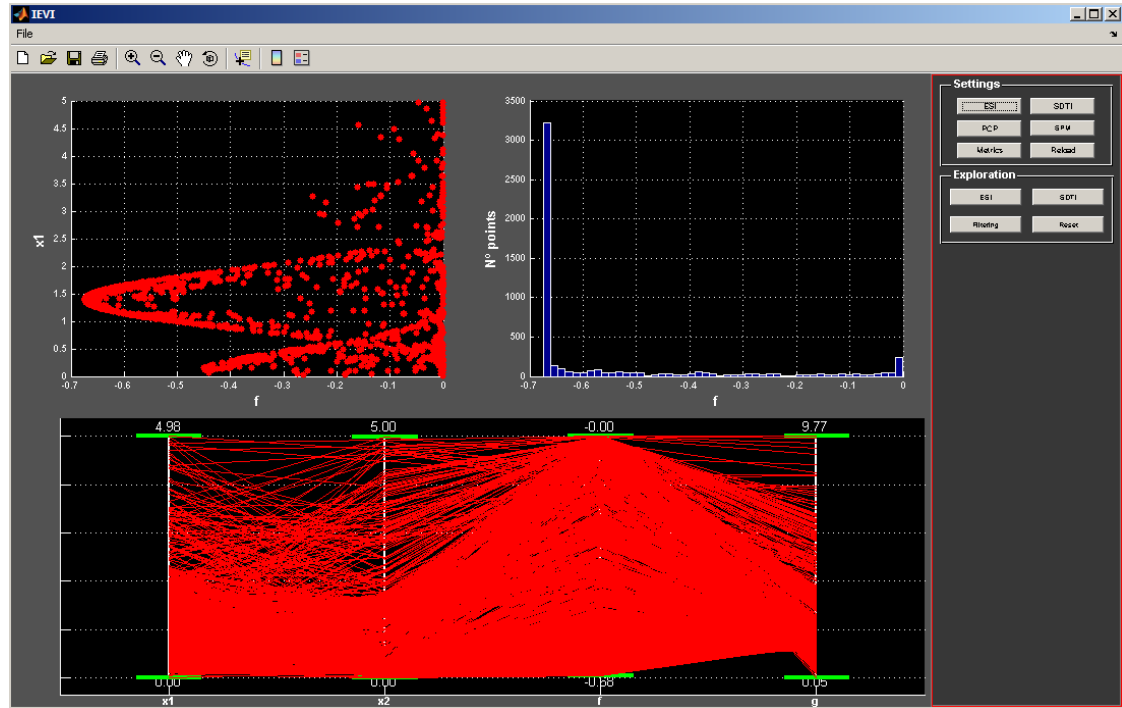 IEVI
File
5
4.5
4
3.5
3
2.5
2
1.5
1
0.5
0
x1
-0.7 -0.6 -0.5 -0.4 -0.3 -0.2 -0.1 0
f
3500
3000
2500
2000
1500
1000
500
0
N° points
-0.7 -0.6 -0.5 -0.4 -0.3 -0.2 -0.1 0
f
4.98 5.00 -0.00 9.77
0.00 0.00 -0.68 0.05
x1 x2 f g
Settings
ESI SDTI
PCP SPM
Metrics Reload
Exploration
ESI SDTI
Filtering Reset